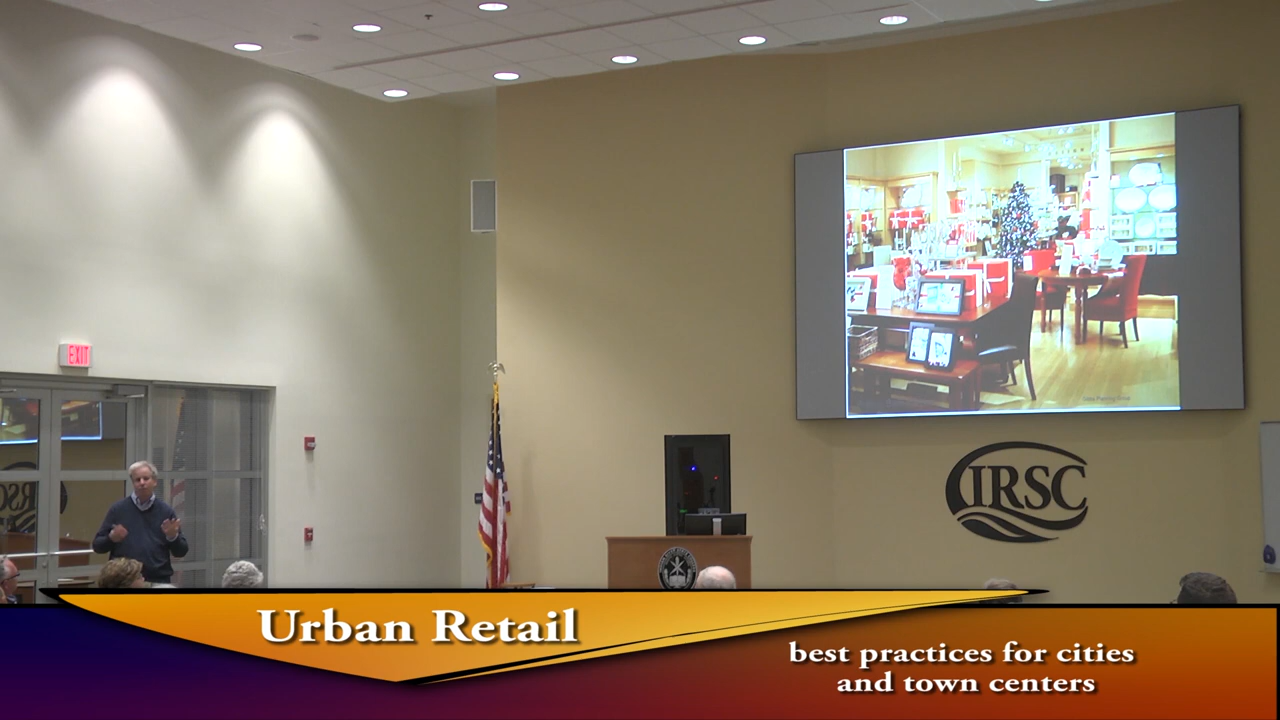 EXIT
IRSC
Urban Retail
best practices for cities
and town centers